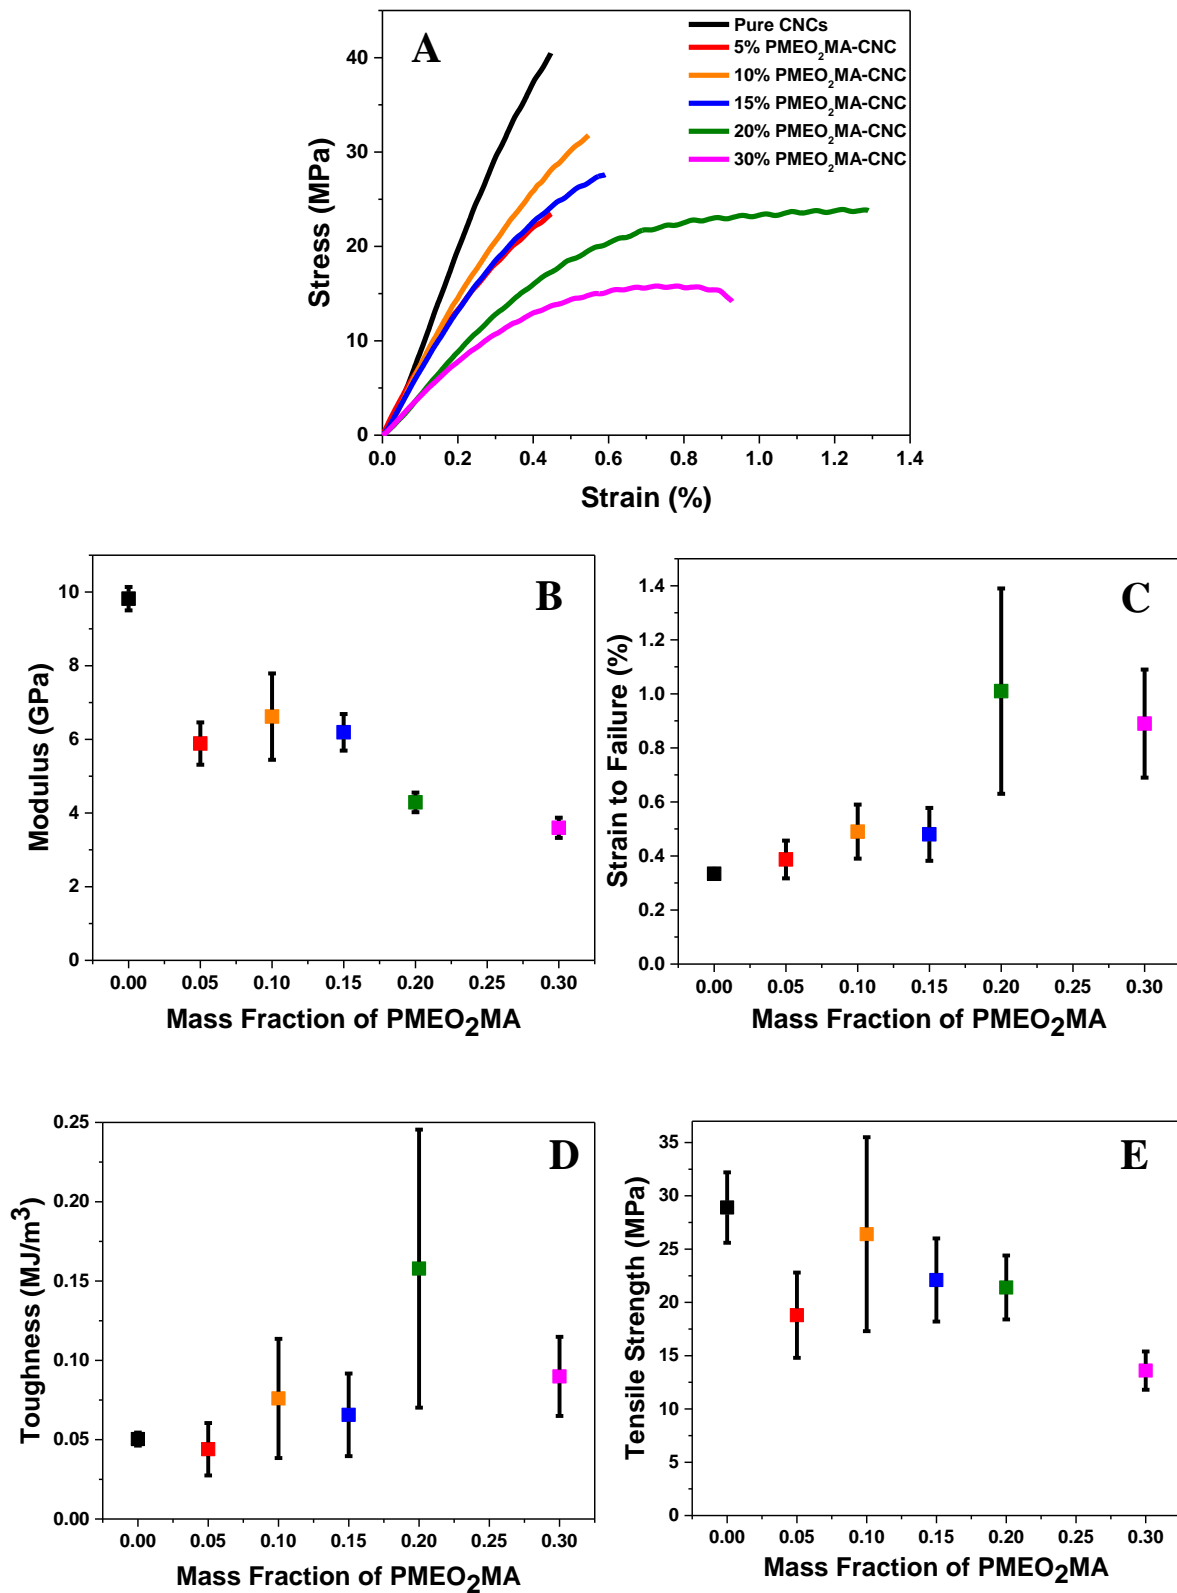 A
Pure CNCs
5% PMEO2MA-CNC
10% PMEO2MA-CNC
15% PMEO2MA-CNC
20% PMEO2MA-CNC
30% PMEO2MA-CNC
Stress (MPa)
40
30
20
10
0
0.0 0.2 0.4 0.6 0.8 1.0 1.2 1.4
Strain (%)
B
Modulus (GPa)
10
8
6
4
2
0
0.00 0.05 0.10 0.15 0.20 0.25 0.30
Mass Fraction of PMEO2MA
C
Strain to Failure (%)
1.4
1.2
1.0
0.8
0.6
0.4
0.2
0.0
0.00 0.05 0.10 0.15 0.20 0.25 0.30
Mass Fraction of PMEO2MA
D
Toughness (MJ/m3)
0.25
0.20
0.15
0.10
0.05
0.00
0.00 0.05 0.10 0.15 0.20 0.25 0.30
Mass Fraction of PMEO2MA
E
Tensile Strength (MPa)
35
30
25
20
15
10
5
0
0.00 0.05 0.10 0.15 0.20 0.25 0.30
Mass Fraction of PMEO2MA